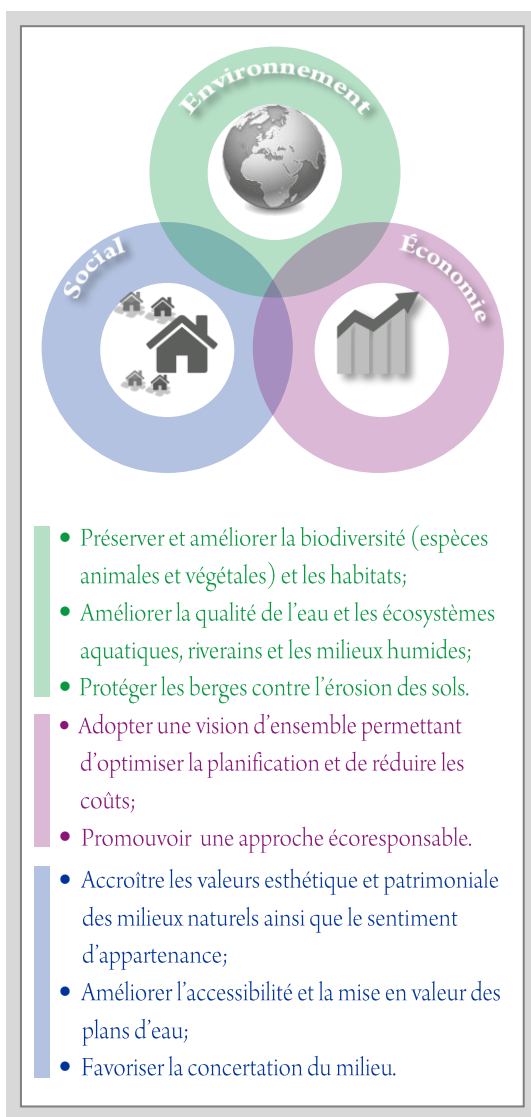 Environnement
Social
Économie
• Préserver et améliorer la biodiversité (espèces
animales et végétales) et les habitats;
• Améliorer la qualité de l'eau et les écosystèmes
aquatiques, riverains et les milieux humides;
• Protéger les berges contre l'érosion des sols.
• Adopter une vision d'ensemble permettant
d'optimiser la planification et de réduire les
coûts;
• Promouvoir une approche écoresponsable.
• Accroître les valeurs esthétique et patrimoniale
des milieux naturels ainsi que le sentiment
d'appartenance;
• Améliorer l'accessibilité et la mise en valeur des
plans d'eau;
• Favoriser la concertation du milieu.